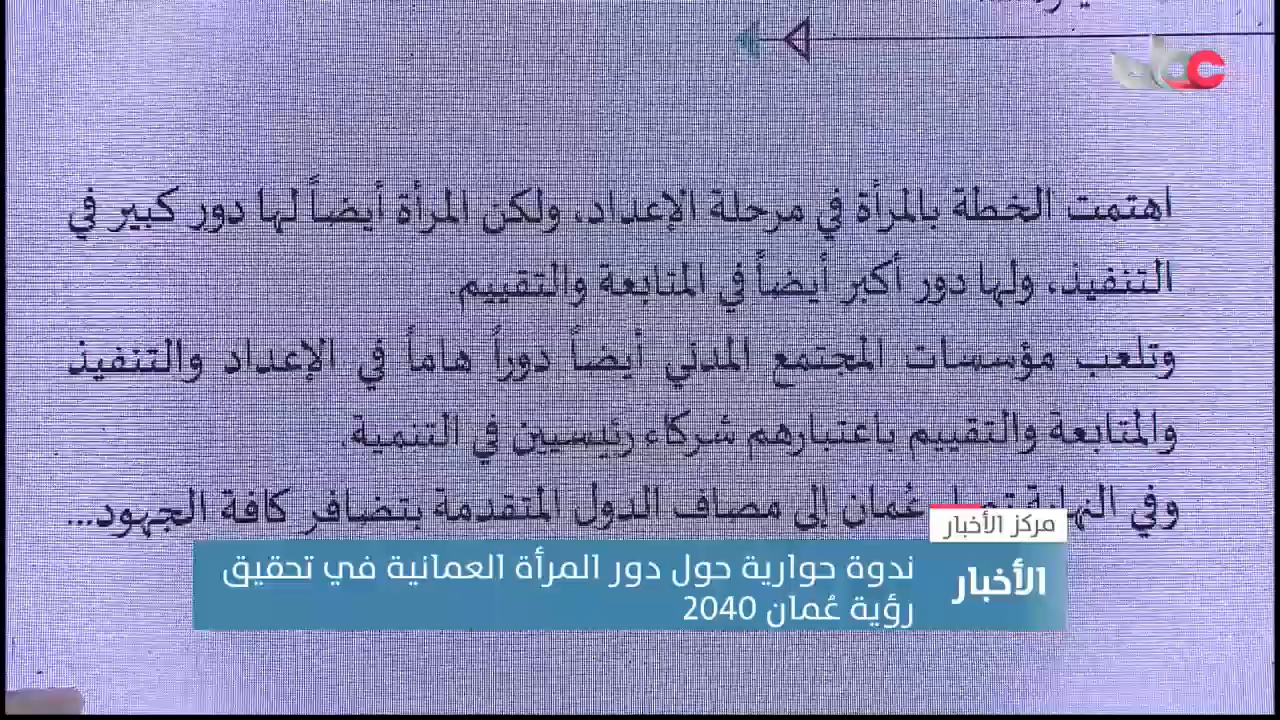 اهتمت الخطة بالمرأة في مرحلة الإعداد، ولكن المرأة أيضاً لها دور كبير في
التنفيذ، ولها دور أكبر أيضاً في المتابعة والتقييم.
وتلعب مؤسسات المجتمع المدني أيضاً دوراً هاماً في الإعداد والتنفيذ
والمتابعة والتقييم باعتبارهم شركاء رئيسيين في التنمية.
وفي عُمان إلى مصاف الدول المتقدمة بتضافر كافة الجهود...
مركز الأخبار
الأخبار
ندوة حوارية حول دور المرأة العمانية في تحقيق
رؤية عُمان 2040